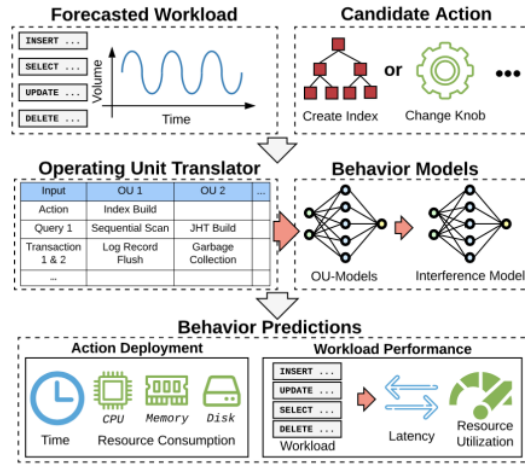 Forecasted Workload
INSERT ...
SELECT ...
UPDATE ...
DELETE ...
Volume
Time
Candidate Action
or
...
Create Index
Change Knob
Operating Unit Translator
Input OU 1 OU 2 ...
Action Index Build
Query 1 Sequential Scan JHT Build
Transaction Log Record Garbage
1 & 2 Flush Collection
...
Behavior Models
OU-Models
Interference Model
Behavior Predictions
Action Deployment
CPU
Memory
Disk
Time
Resource Consumption
Workload Performance
INSERT ...
UPDATE ...
SELECT ...
DELETE ...
Workload
Latency
Resource
Utilization